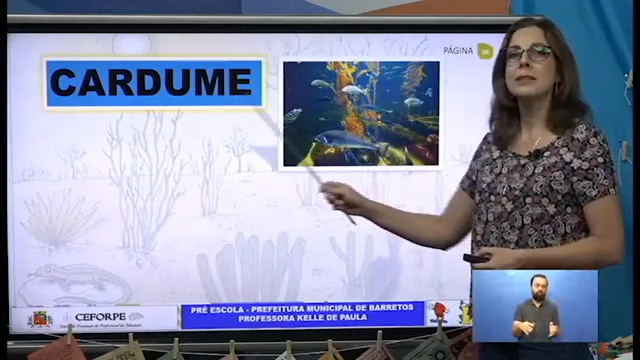 PÁGINA
CARDUME
CEFORPE
PRÉ ESCOLA - PREFEITURA MUNICIPAL DE BARRETOS
PROFESSORA KELLE DE PAULA